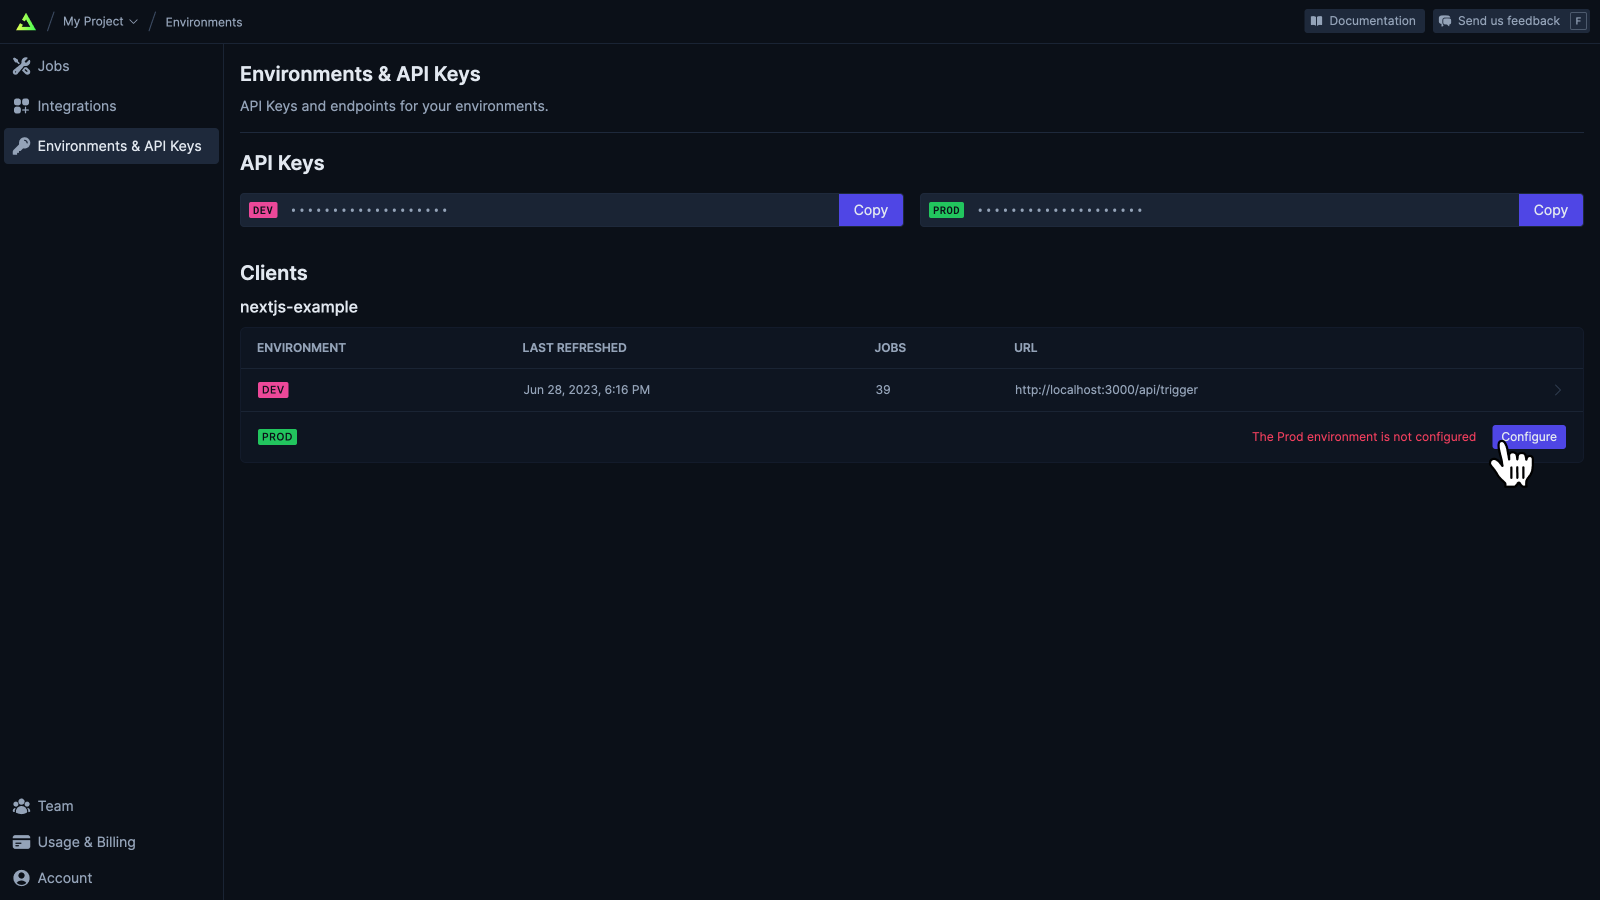 My Project
Environments
Documentation
Send us feedback F
Jobs
Integrations
Environments & API Keys
Environments & API Keys
API Keys and endpoints for your environments.
API Keys
DEV •••••••••••••••••••
Copy
PROD ••••••••••••••••••••
Copy
Clients
nextjs-example
ENVIRONMENT LAST REFRESHED JOBS URL
DEV Jun 28, 2023, 6:16 PM 39 http://localhost:3000/api/trigger
PROD The Prod environment is not configured Configure
Team
Usage & Billing
Account